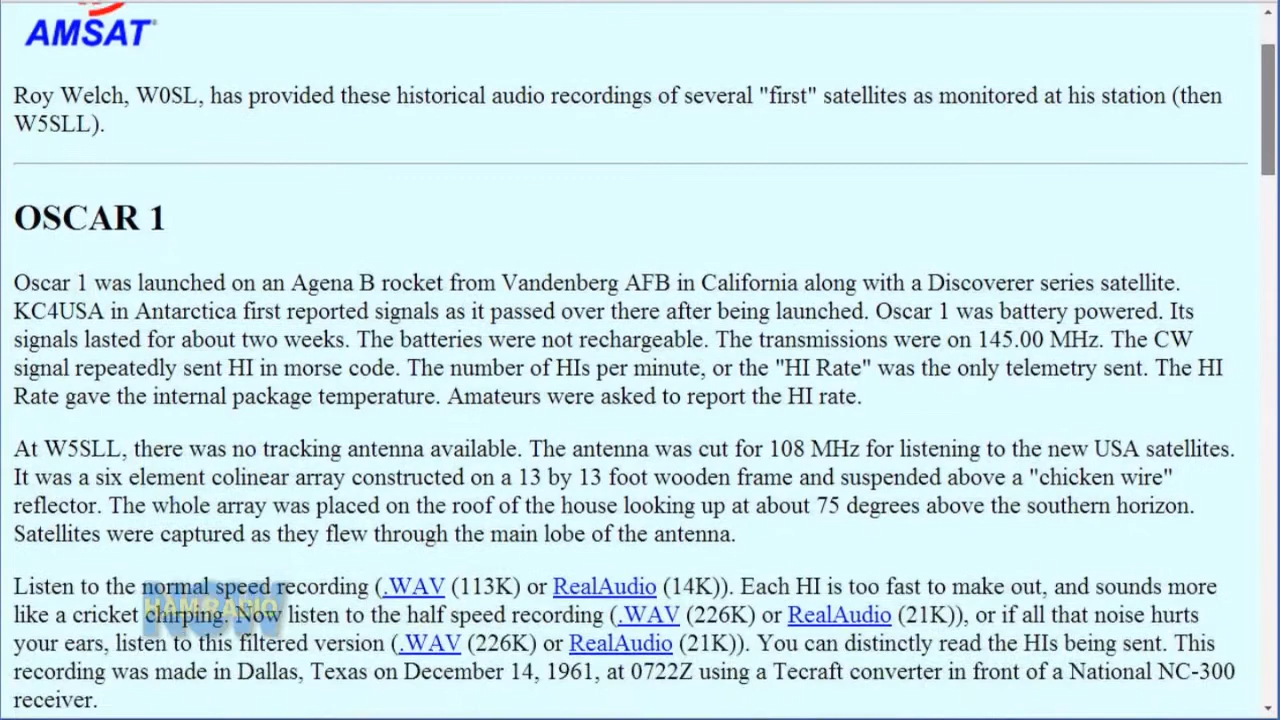 AMSAT
Roy Welch, W0SL, has provided these historical audio recordings of several "first" satellites as monitored at his station (then
W5SLL).
OSCAR 1
Oscar 1 was launched on an Agena B rocket from Vandenberg AFB in California along with a Discoverer series satellite.
KC4USA in Antarctica first reported signals as it passed over there after being launched. Oscar 1 was battery powered. Its
signals lasted for about two weeks. The batteries were not rechargeable. The transmissions were on 145.00 MHz. The CW
signal repeatedly sent HI in morse code. The number of HIs per minute, or the "HI Rate" was the only telemetry sent. The HI
Rate gave the internal package temperature. Amateurs were asked to report the HI rate.
At W5SLL, there was no tracking antenna available. The antenna was cut for 108 MHz for listening to the new USA satellites.
It was a six element colinear array constructed on a 13 by 13 foot wooden frame and suspended above a "chicken wire"
reflector. The whole array was placed on the roof of the house looking up at about 75 degrees above the southern horizon.
Satellites were captured as they flew through the main lobe of the antenna.
Listen to the normal speed recording (.WAV (113K) or RealAudio (14K)). Each HI is too fast to make out, and sounds more
like a cricket chirping. Now listen to the half speed recording (.WAV (226K) or RealAudio (21K)), or if all that noise hurts
your ears, listen to this filtered version (.WAV (226K) or RealAudio (21K)). You can distinctly read the HIs being sent. This
recording was made in Dallas, Texas on December 14, 1961, at 0722Z using a Tecraft converter in front of a National NC-300
receiver.
HAM RADIO
NOW